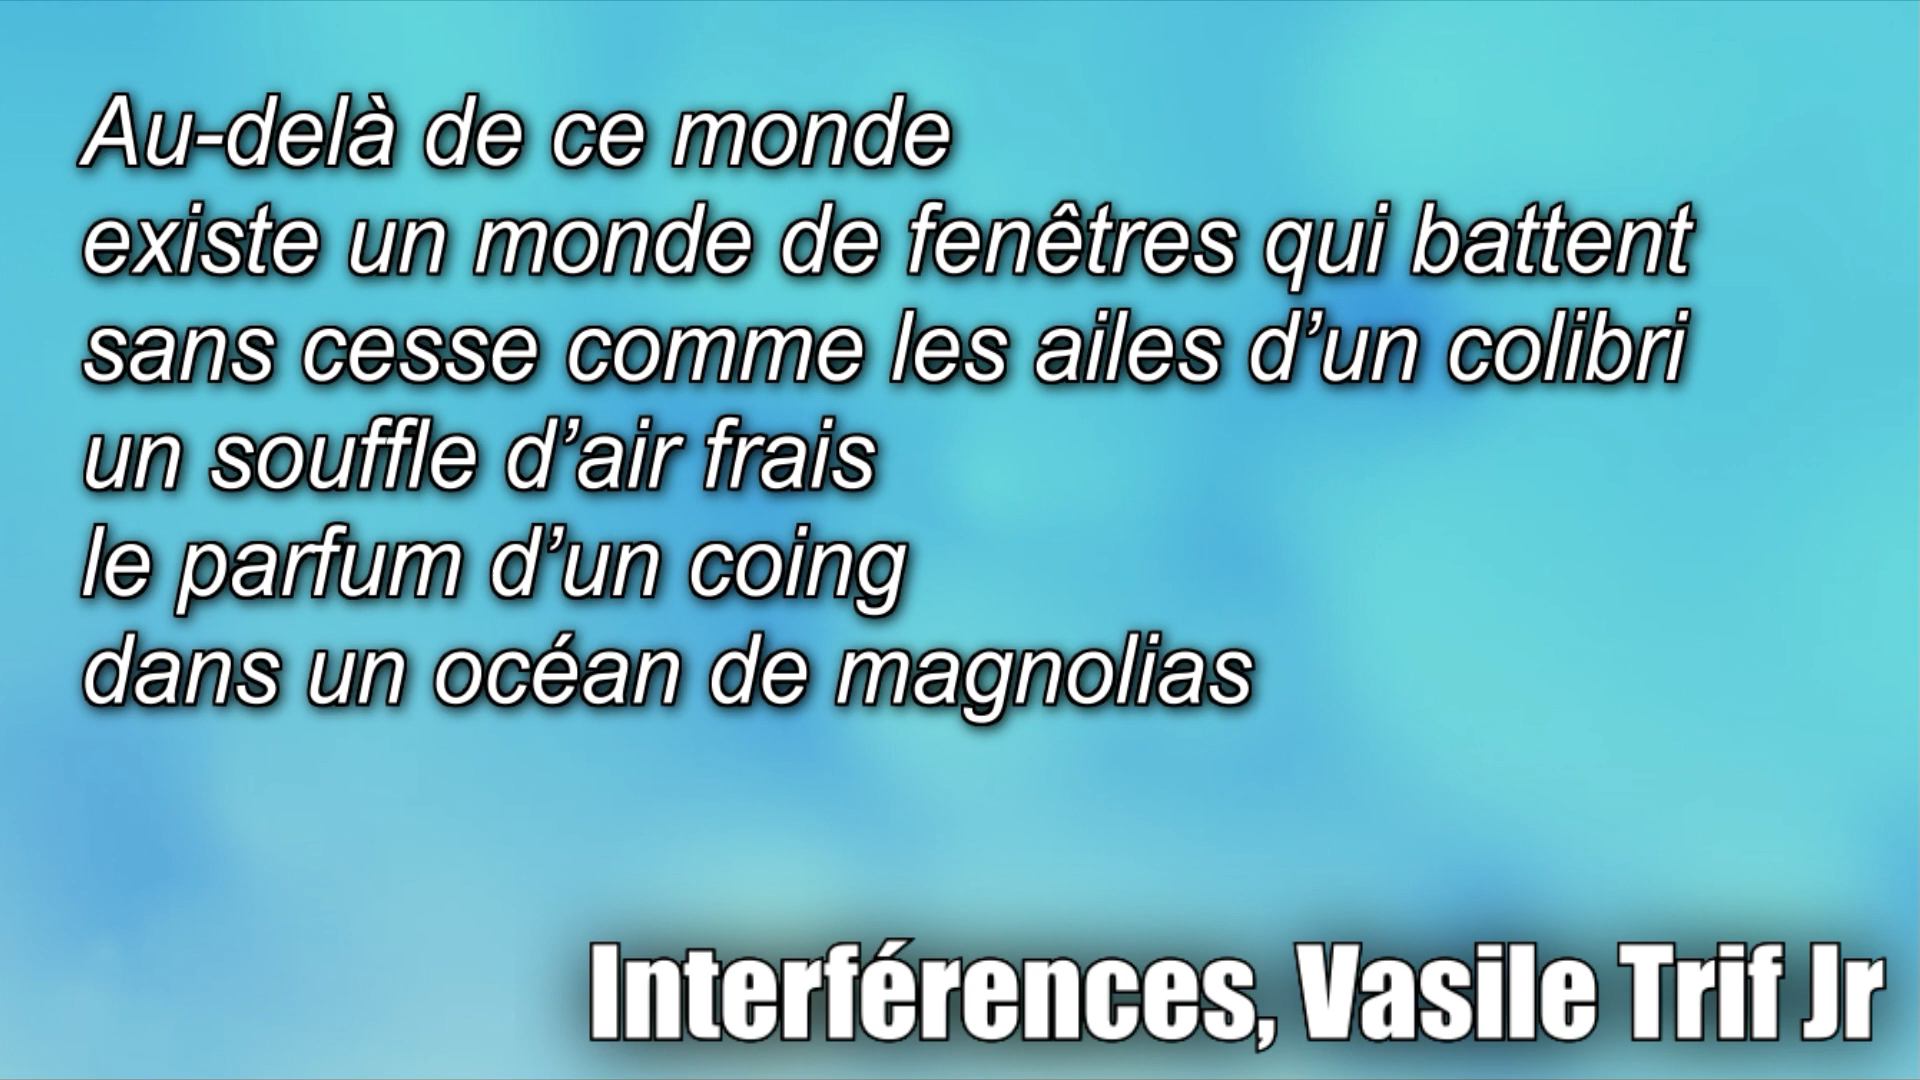 Au-delà de ce monde
existe un monde de fenêtres qui battent
sans cesse comme les ailes d’un colibri
un souffle d’air frais
le parfum d’un coing
dans un océan de magnolias
Interférences, Vasile Trif Jr